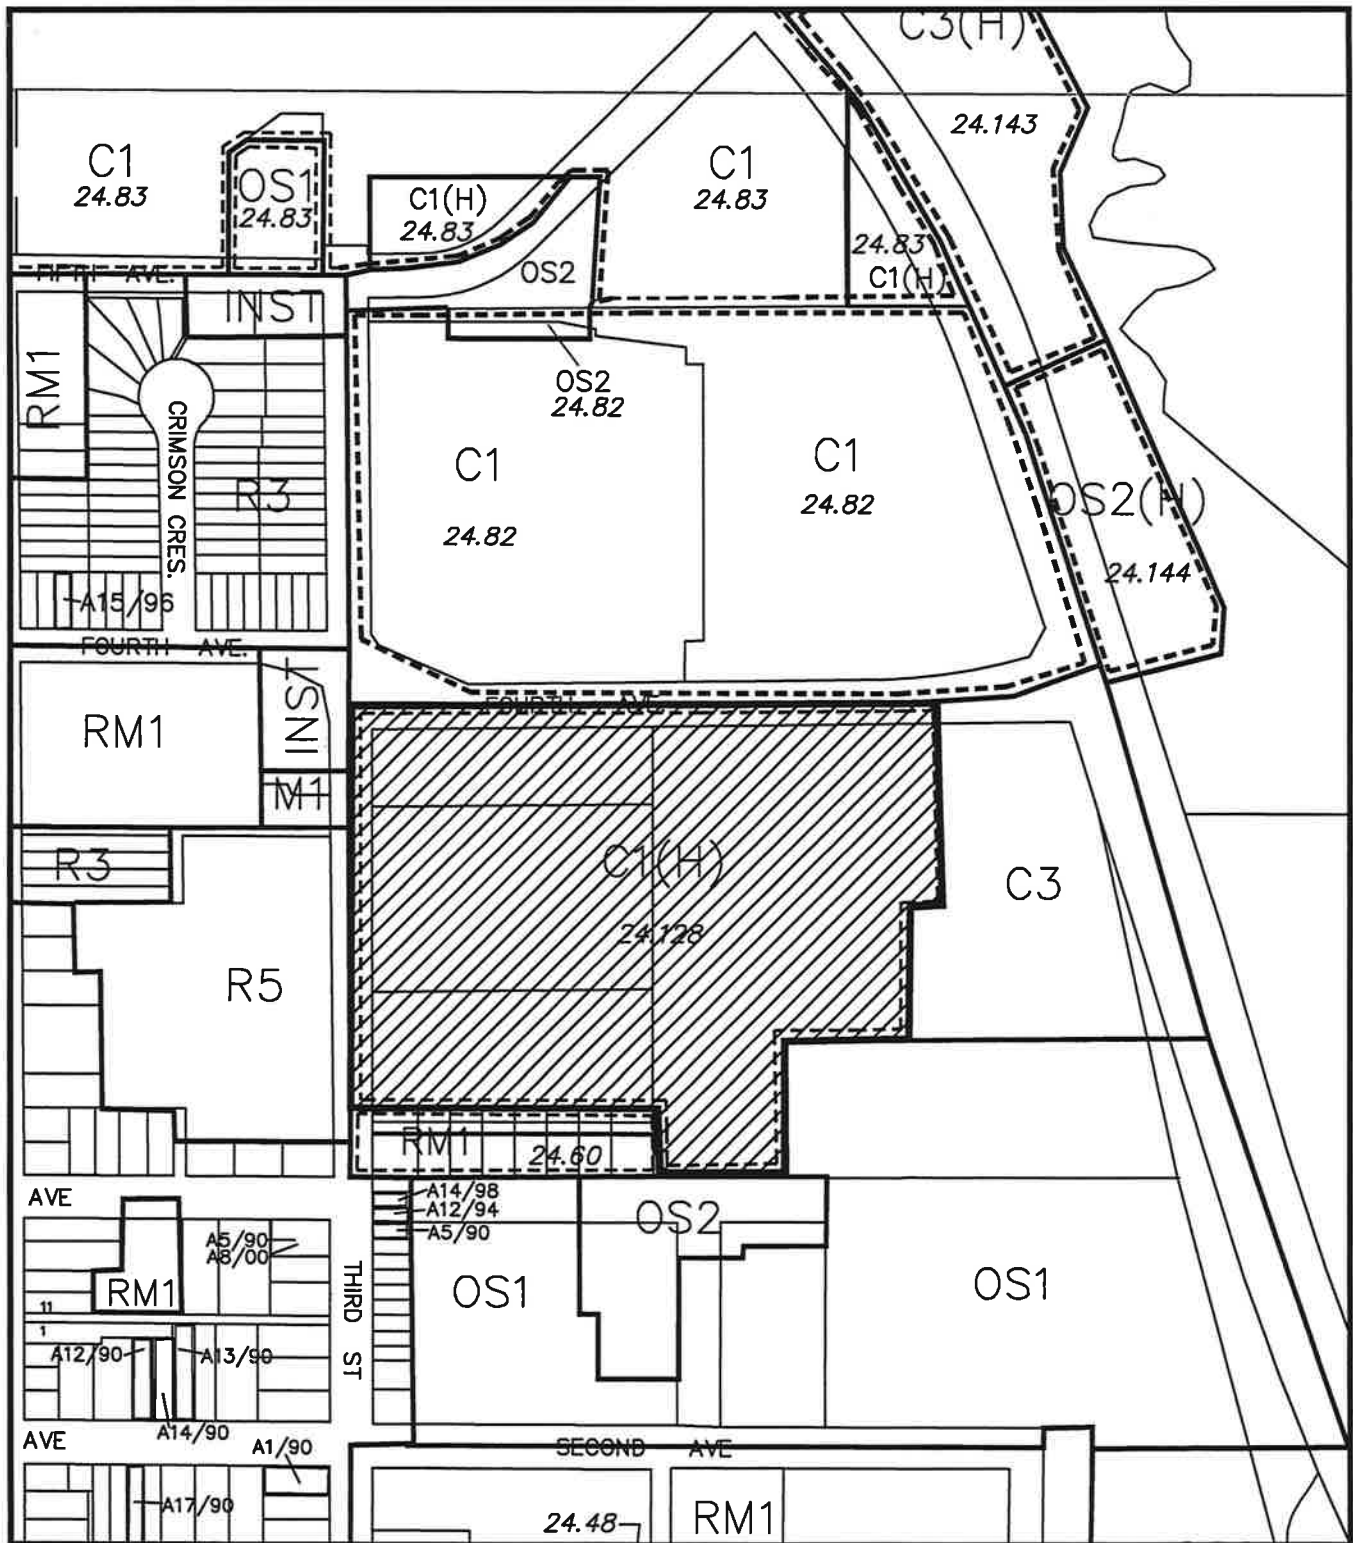 C3(H)
24.143
C1
24.83
OS1
24.83
C1(H)
24.83
C1
24.83
24.83
C1(H)
OS2
FIFTH AVE.
INST
RM1
CRIMSON CRES.
R3
OS2
24.82
C1
24.82
C1
24.82
OS2(H)
24.144
A15/96
FOURTH AVE.
INST
RM1
M1
FOURTH AVE.
C1(H)
24.128
C3
R3
R5
RM1
24.60
AVE
A14/98
A12/94
A5/90
OS2
A5/90
A8/00
RM1
11
1
THIRD ST
OS1
OS1
A12/90
A13/90
A14/90
AVE
A1/90
SECOND AVE
A17/90
24.48
RM1